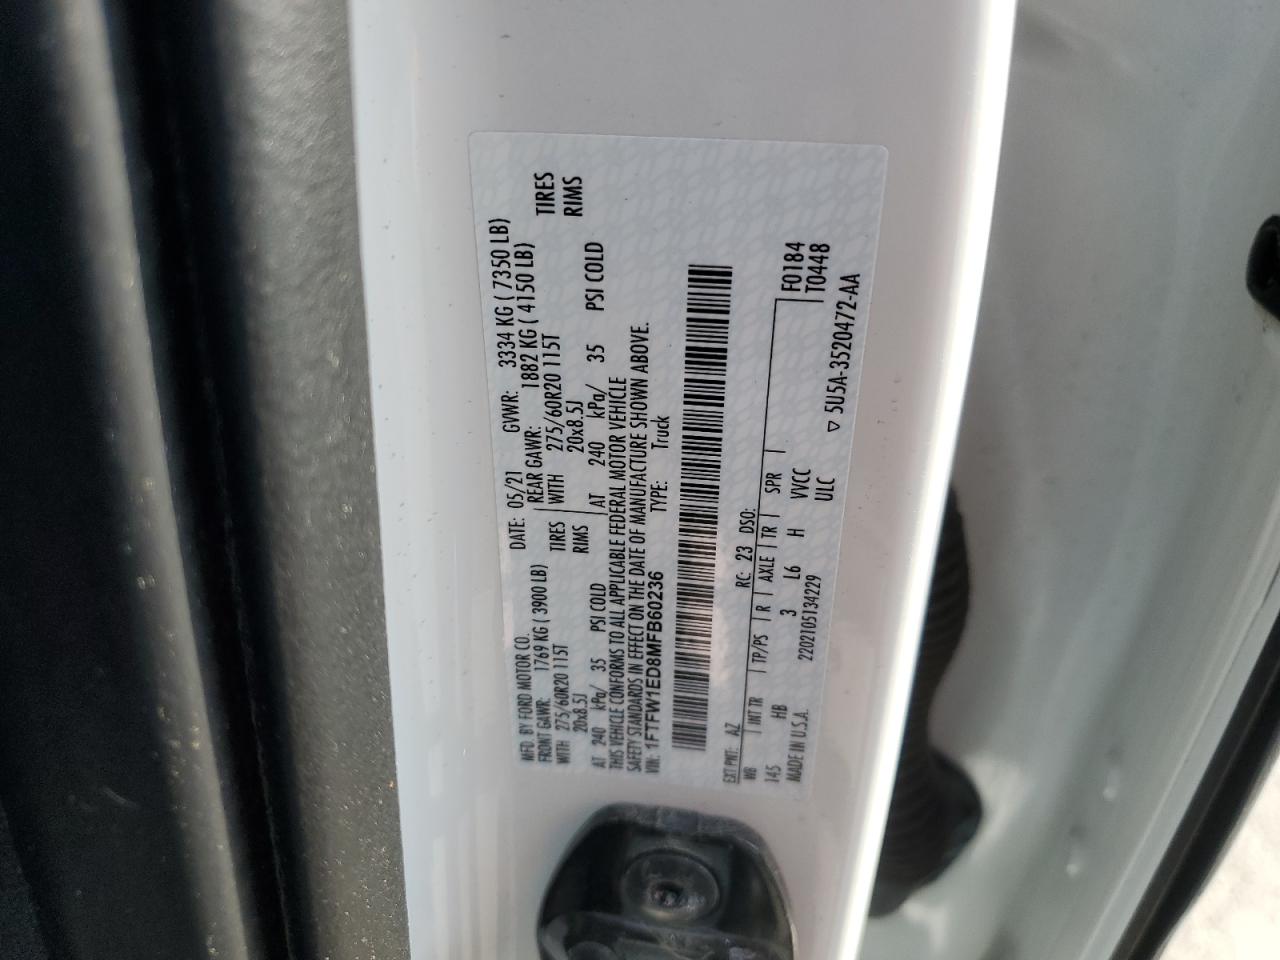 MFD. BY FORD MOTOR CO.
DATE: 05/21 GVWR: 3334 KG ( 7350 LB)
FRONT GAWR: 1769 KG ( 3900 LB) REAR GAWR: 1882 KG ( 4150 LB)
WITH 275/60R20 115T TIRES WITH 275/60R20 115T TIRES
20x8.5J RIMS 20x8.5J RIMS
AT 240 kPa/ 35 PSI COLD AT 240 kPa/ 35 PSI COLD
THIS VEHICLE CONFORMS TO ALL APPLICABLE FEDERAL MOTOR VEHICLE
SAFETY STANDARDS IN EFFECT ON THE DATE OF MANUFACTURE SHOWN ABOVE.
VIN: 1FTFW1ED8MFB60236 TYPE: Truck
EXT PNT: AZ RC: 23 DSO:
WB INT TR TP/PS R AXLE TR SPR F0184
145 HB 3 L6 H VVCC T0448
MADE IN U.S.A. 2202105134229 ULC
▽ 5U5A-3520472-AA